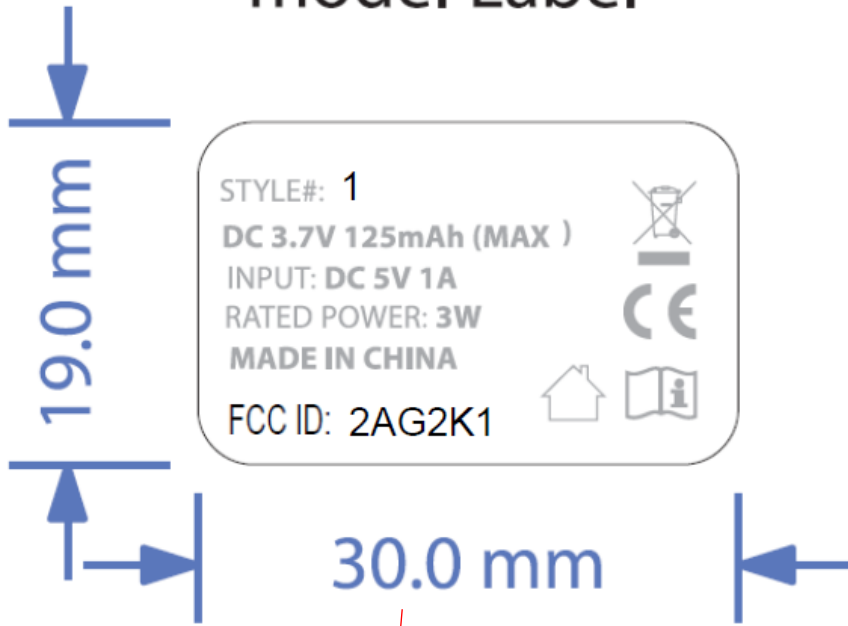 Model Label
19.0 mm
STYLE#: 1
DC 3.7V 125mAh (MAX )
INPUT: DC 5V 1A
RATED POWER: 3W
MADE IN CHINA
FCC ID: 2AG2K1
CE
i
30.0 mm